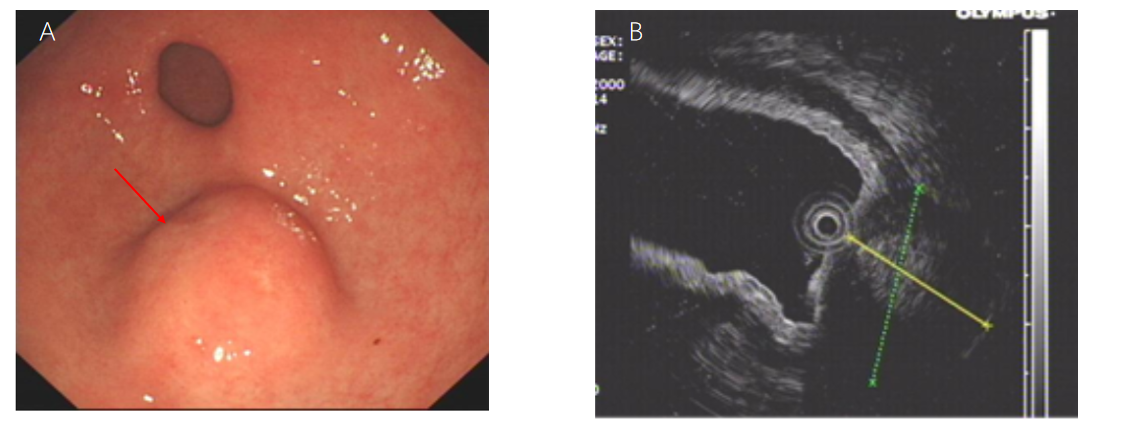 A
B
OLYMPUS
SEX:
AGE:
2000
14
Hz